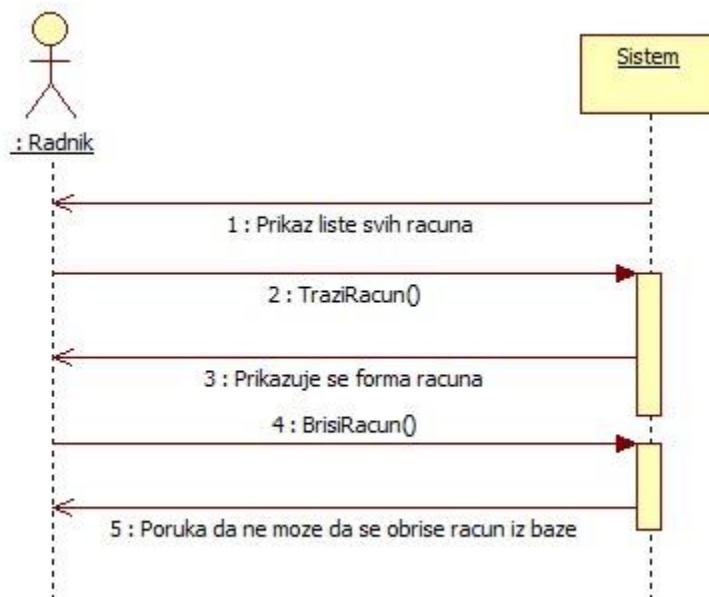 Sistem
: Radnik
1 : Prikaz liste svih racuna
2 : TraziRacun()
3 : Prikazuje se forma racuna
4 : BrisiRacun()
5 : Poruka da ne moze da se obrise racun iz baze